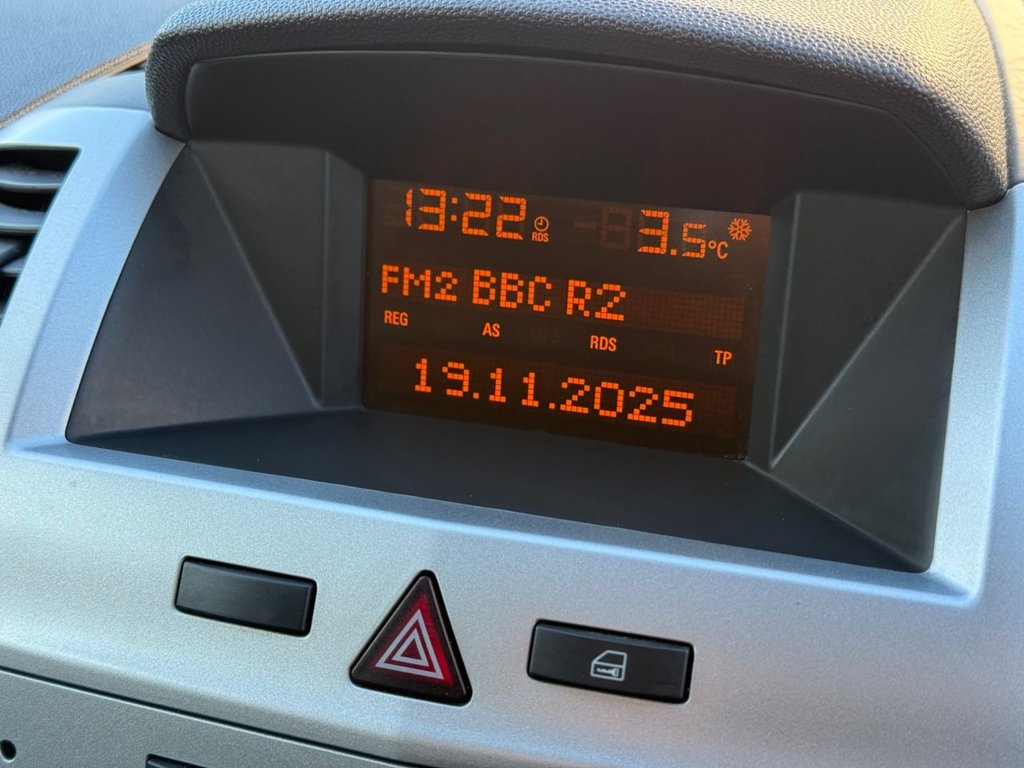 13:22 RDS 3.5°C
FM2 BBC R2
REG AS RDS TP
19.11.2025